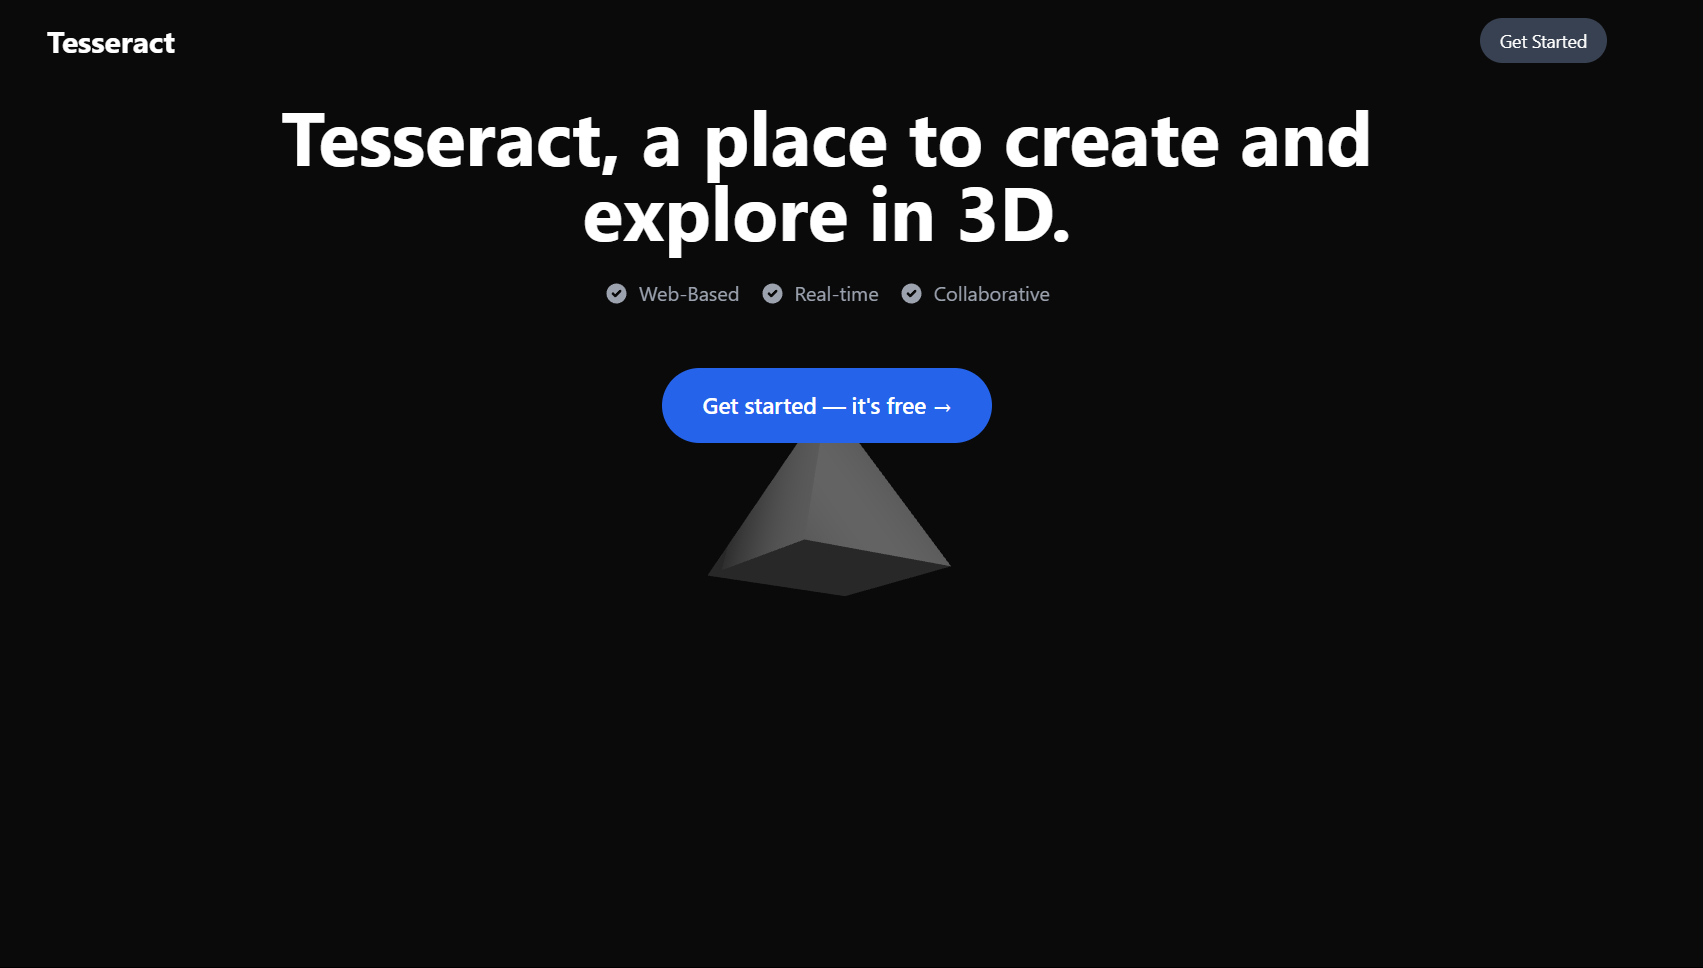 Tesseract
Get Started
Tesseract, a place to create and
explore in 3D.
Web-Based Real-time Collaborative
Get started — it's free →